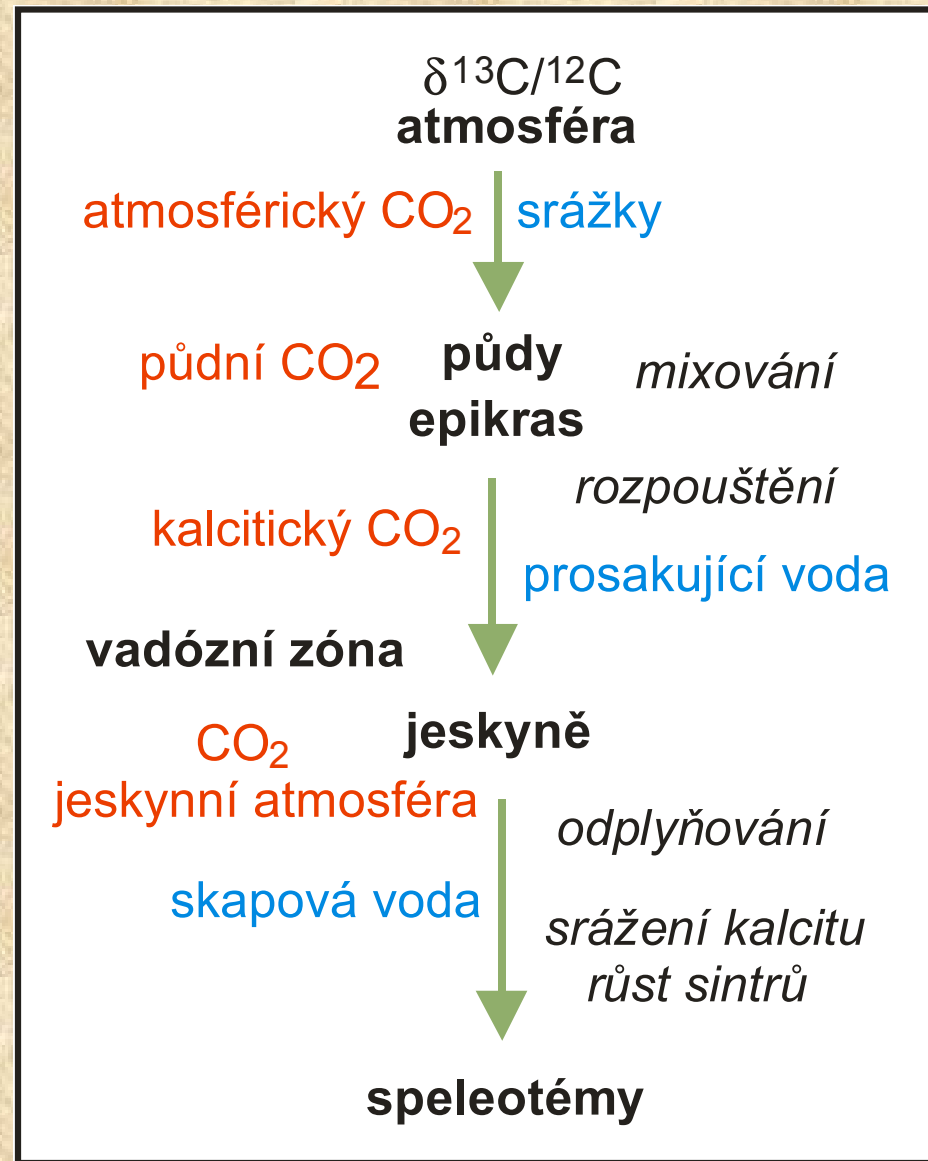 δ¹³C/¹²C
atmosféra
atmosférický CO₂ srážky
půdní CO₂ půdy mixování
epikras
rozpouštění
kalcitický CO₂
prosakující voda
vadózní zóna
CO₂ jeskyně
jeskynní atmosféra
odplyňování
skapová voda
srážení kalcitu
růst sintrů
speleotémy